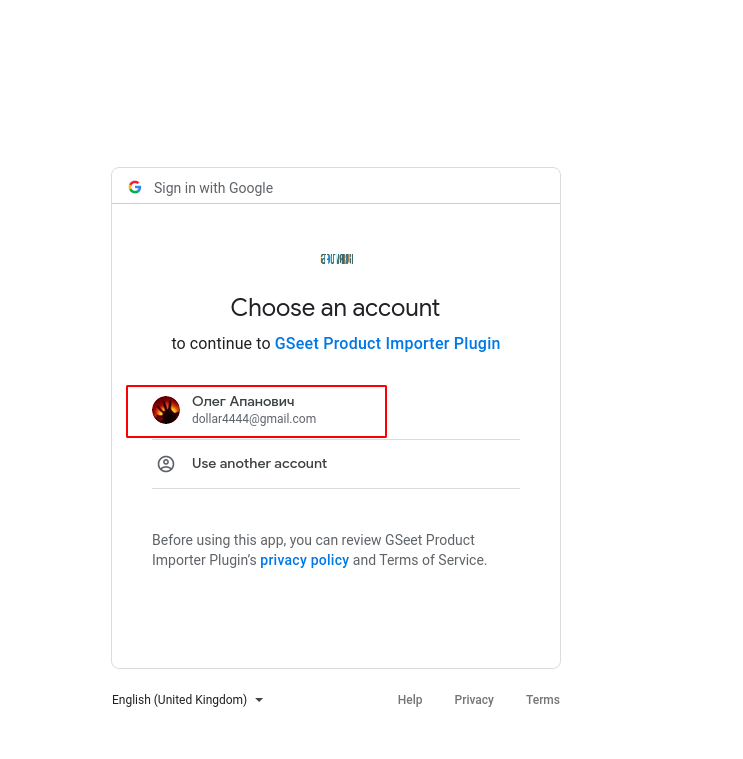 Sign in with Google
Choose an account
to continue to GSeet Product Importer Plugin
Олег Апанович
dollar4444@gmail.com
Use another account
Before using this app, you can review GSeet Product
Importer Plugin's privacy policy and Terms of Service.
English (United Kingdom)
Help
Privacy
Terms